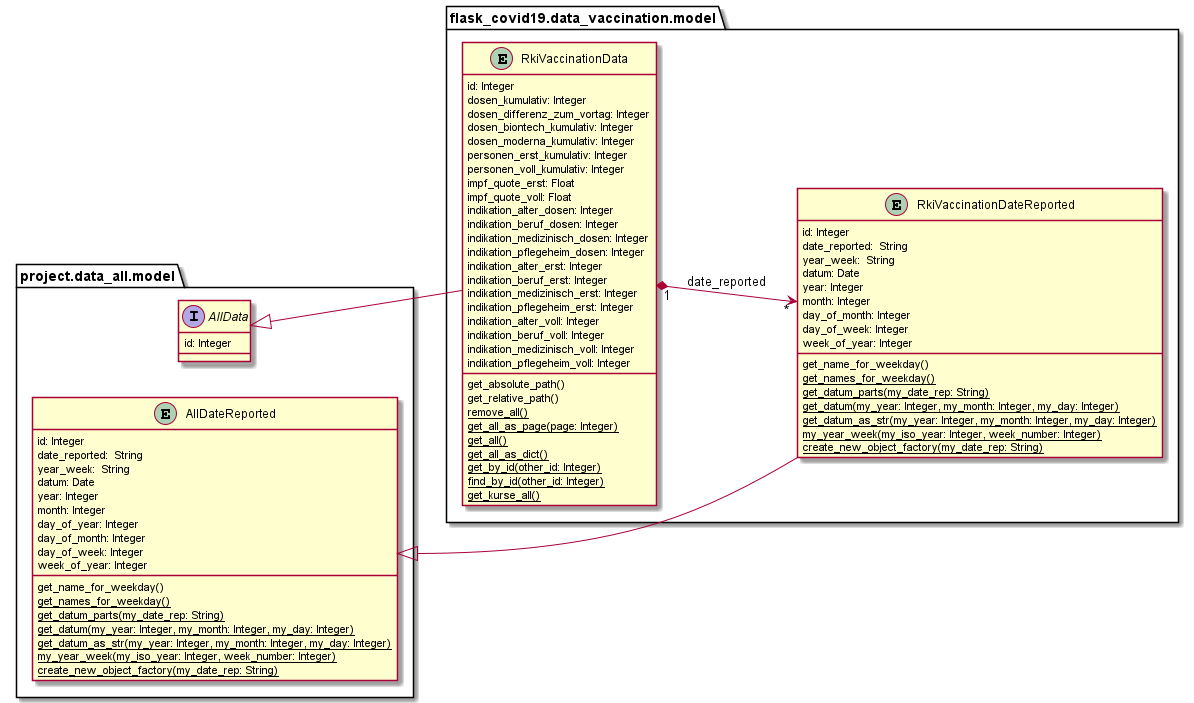 flask_covid19.data_vaccination.model
E RkiVaccinationData
id: Integer
dosen_kumulativ: Integer
dosen_differenz_zum_vortag: Integer
dosen_biontech_kumulativ: Integer
dosen_moderna_kumulativ: Integer
personen_erst_kumulativ: Integer
personen_voll_kumulativ: Integer
impf_quote_erst: Float
impf_quote_voll: Float
indikation_alter_dosen: Integer
indikation_beruf_dosen: Integer
indikation_medizinisch_dosen: Integer
indikation_pflegeheim_dosen: Integer
indikation_alter_erst: Integer
indikation_beruf_erst: Integer
indikation_medizinisch_erst: Integer
indikation_pflegeheim_erst: Integer
indikation_alter_voll: Integer
indikation_beruf_voll: Integer
indikation_medizinisch_voll: Integer
indikation_pflegeheim_voll: Integer
get_absolute_path()
get_relative_path()
remove_all()
get_all_as_page(page: Integer)
get_all()
get_all_as_dict()
get_by_id(other_id: Integer)
find_by_id(other_id: Integer)
get_kurse_all()
date_reported
1
*
E RkiVaccinationDateReported
id: Integer
date_reported: String
year_week: String
datum: Date
year: Integer
month: Integer
day_of_month: Integer
day_of_week: Integer
week_of_year: Integer
get_name_for_weekday()
get_names_for_weekday()
get_datum_parts(my_date_rep: String)
get_datum(my_year: Integer, my_month: Integer, my_day: Integer)
get_datum_as_str(my_year: Integer, my_month: Integer, my_day: Integer)
my_year_week(my_iso_year: Integer, week_number: Integer)
create_new_object_factory(my_date_rep: String)
project.data_all.model
I AllData
id: Integer
E AllDateReported
id: Integer
date_reported: String
year_week: String
datum: Date
year: Integer
month: Integer
day_of_year: Integer
day_of_month: Integer
day_of_week: Integer
week_of_year: Integer
get_name_for_weekday()
get_names_for_weekday()
get_datum_parts(my_date_rep: String)
get_datum(my_year: Integer, my_month: Integer, my_day: Integer)
get_datum_as_str(my_year: Integer, my_month: Integer, my_day: Integer)
my_year_week(my_iso_year: Integer, week_number: Integer)
create_new_object_factory(my_date_rep: String)